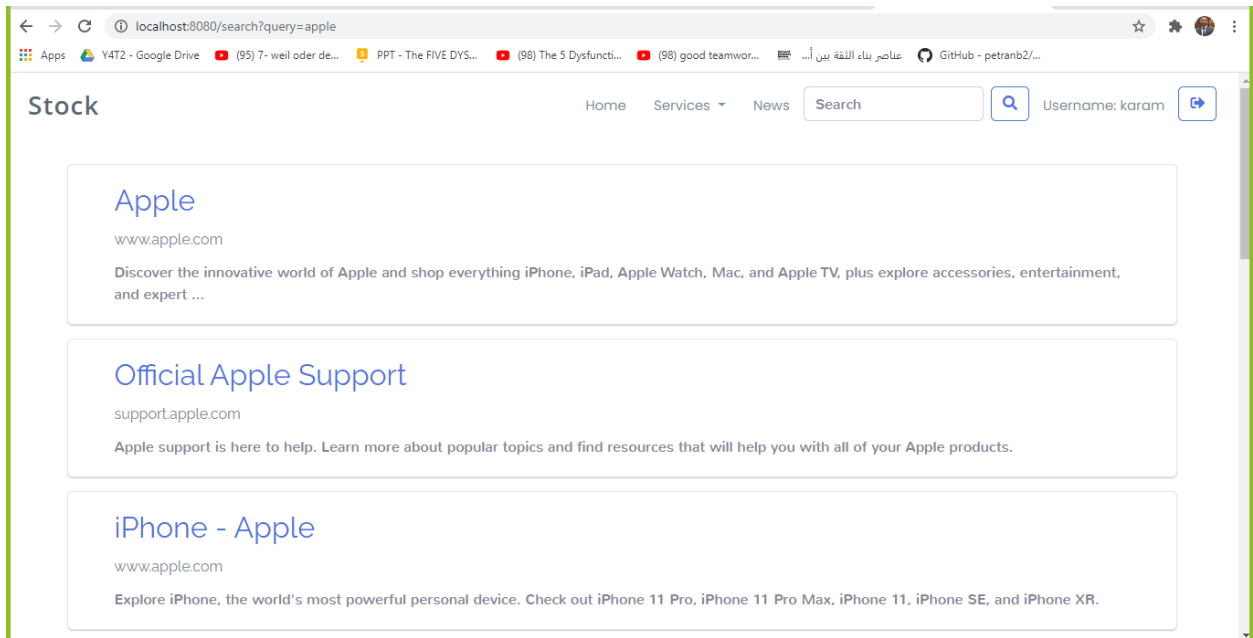 localhost:8080/search?query=apple
Apps Y4T2 - Google Drive (95) 7- weil oder de... PPT - The FIVE DYS... (98) The 5 Dysfuncti... (98) good teamwor... عناصر بناء الثقة بين أ... GitHub - petranb2/...
Stock Home Services News Search Username: karam
Apple
www.apple.com
Discover the innovative world of Apple and shop everything iPhone, iPad, Apple Watch, Mac, and Apple TV, plus explore accessories, entertainment,
and expert ...
Official Apple Support
support.apple.com
Apple support is here to help. Learn more about popular topics and find resources that will help you with all of your Apple products.
iPhone - Apple
www.apple.com
Explore iPhone, the world's most powerful personal device. Check out iPhone 11 Pro, iPhone 11 Pro Max, iPhone 11, iPhone SE, and iPhone XR.